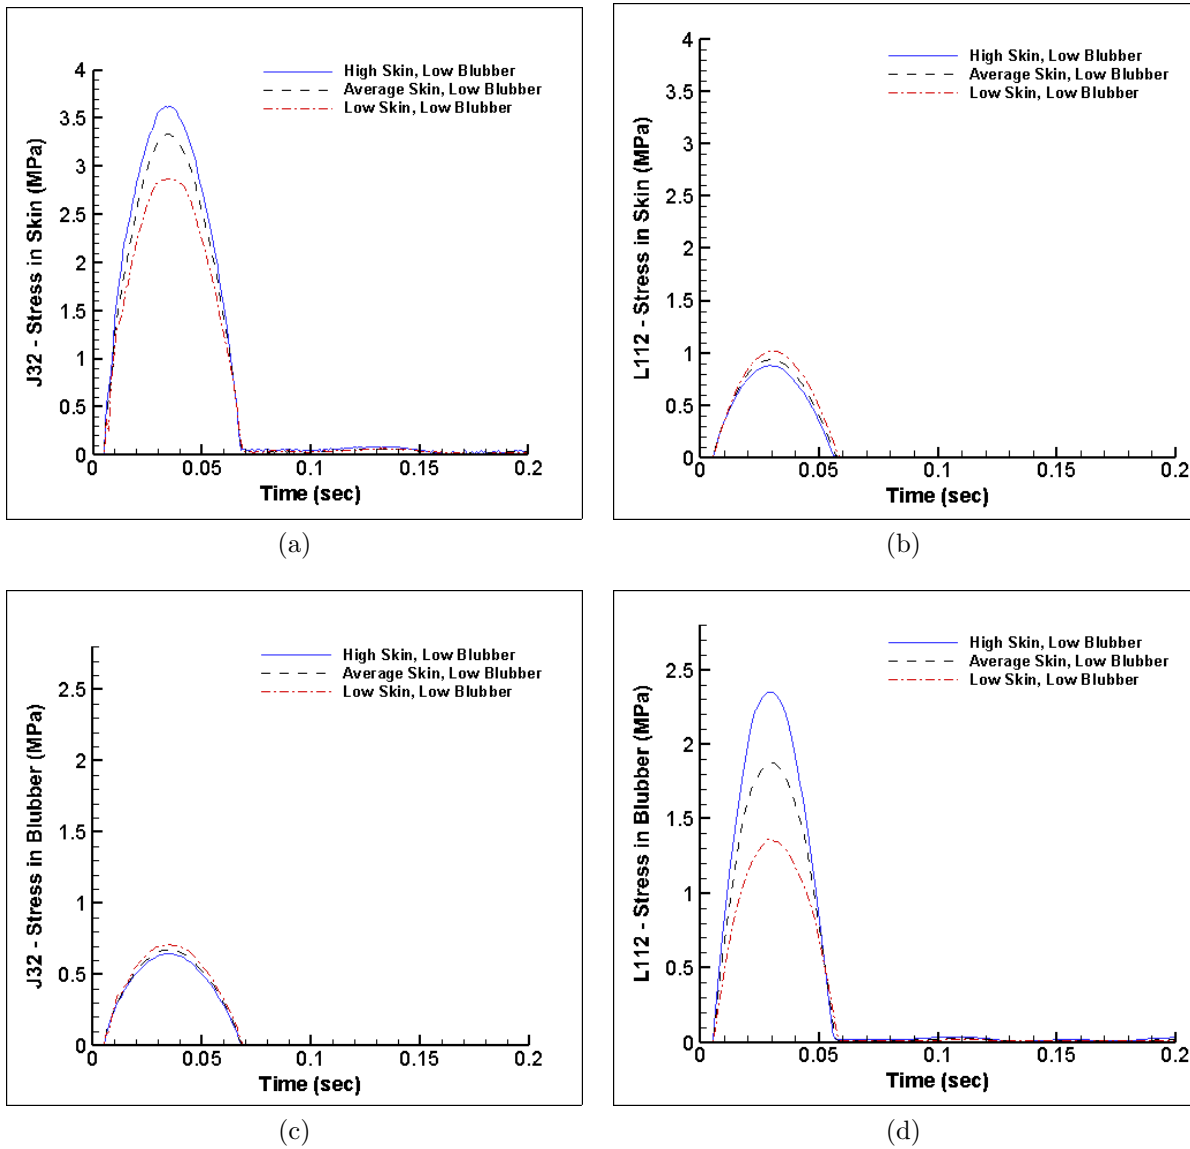 High Skin, Low Blubber
Average Skin, Low Blubber
Low Skin, Low Blubber
J32 - Stress in Skin (MPa)
4
3.5
3
2.5
2
1.5
1
0.5
0
0 0.05 0.1 0.15 0.2
Time (sec)
(a)
High Skin, Low Blubber
Average Skin, Low Blubber
Low Skin, Low Blubber
L112 - Stress in Skin (MPa)
4
3.5
3
2.5
2
1.5
1
0.5
0
0 0.05 0.1 0.15 0.2
Time (sec)
(b)
High Skin, Low Blubber
Average Skin, Low Blubber
Low Skin, Low Blubber
J32 - Stress in Blubber (MPa)
2.5
2
1.5
1
0.5
0
0 0.05 0.1 0.15 0.2
Time (sec)
(c)
High Skin, Low Blubber
Average Skin, Low Blubber
Low Skin, Low Blubber
L112 - Stress in Blubber (MPa)
2.5
2
1.5
1
0.5
0
0 0.05 0.1 0.15 0.2
Time (sec)
(d)